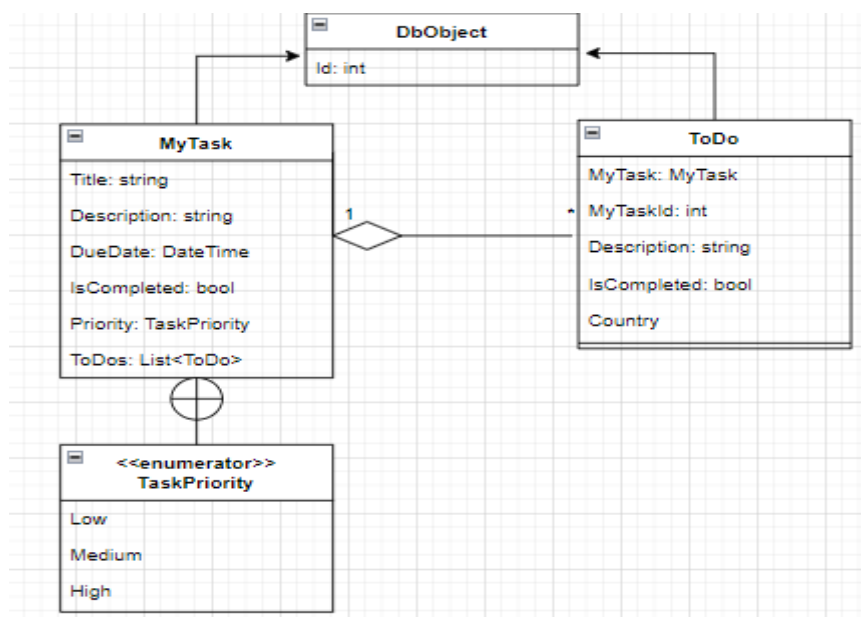 DbObject
Id: int
MyTask
Title: string
Description: string
DueDate: DateTime
IsCompleted: bool
Priority: TaskPriority
ToDos: List<ToDo>
1
*
ToDo
MyTask: MyTask
MyTaskId: int
Description: string
IsCompleted: bool
Country
<<enumerator>>
TaskPriority
Low
Medium
High